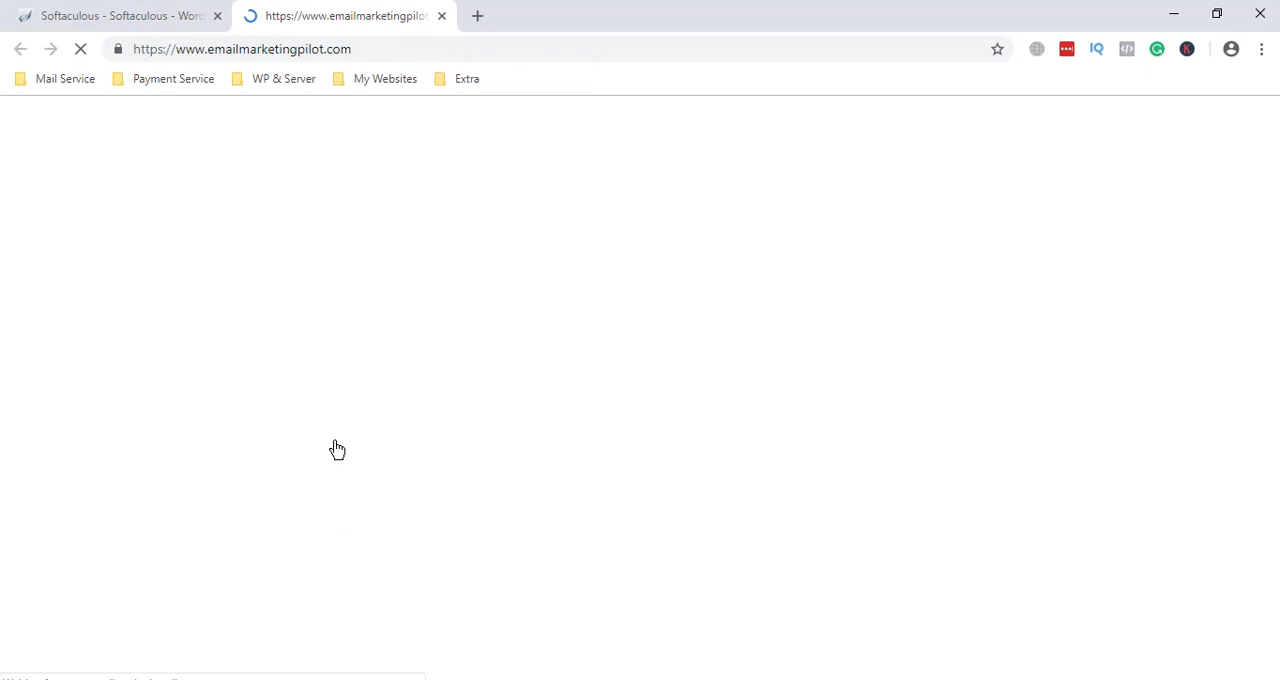 Softaculous - Softaculous - Word
https://www.emailmarketingpilot.
https://www.emailmarketingpilot.com
IQ
K
Mail Service
Payment Service
WP & Server
My Websites
Extra